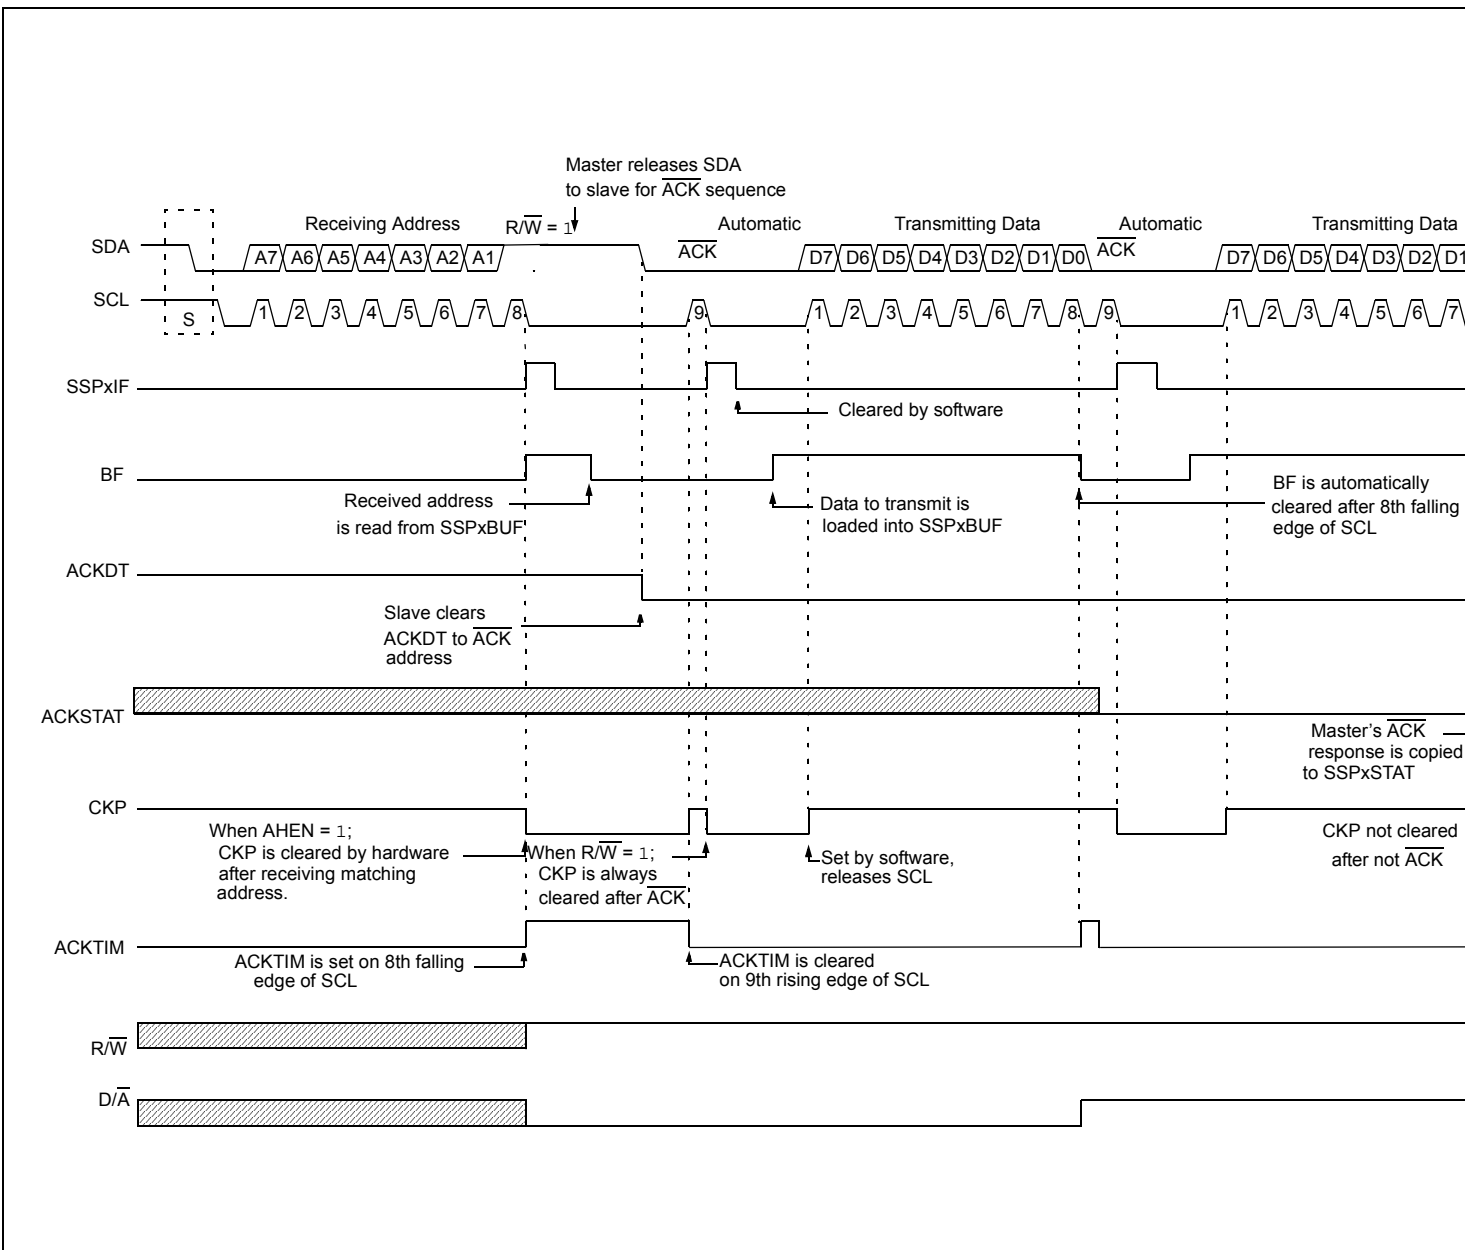 Master releases SDA
to slave for ACK sequence
Receiving Address
R/W = 1
Automatic
Transmitting Data
Automatic
Transmitting Data
SDA
A7 A6 A5 A4 A3 A2 A1
ACK
D7 D6 D5 D4 D3 D2 D1 D0
ACK
D7 D6 D5 D4 D3 D2 D1
SCL
S
1 2 3 4 5 6 7 8 9 1 2 3 4 5 6 7 8 9 1 2 3 4 5 6 7
SSPxIF
Cleared by software
BF
Received address
is read from SSPxBUF
Data to transmit is
loaded into SSPxBUF
BF is automatically
cleared after 8th falling
edge of SCL
ACKDT
Slave clears
ACKDT to ACK
address
ACKSTAT
Master's ACK
response is copied
to SSPxSTAT
CKP
When AHEN = 1;
CKP is cleared by hardware
after receiving matching
address.
When R/W = 1;
CKP is always
cleared after ACK
Set by software,
releases SCL
CKP not cleared
after not ACK
ACKTIM
ACKTIM is set on 8th falling
edge of SCL
ACKTIM is cleared
on 9th rising edge of SCL
R/W
D/A